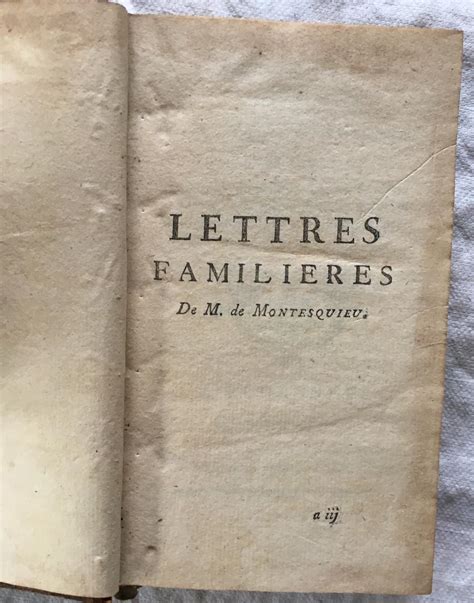 LETTRES
FAMILIERES
De M. de MONTESQUIEU.
a iij